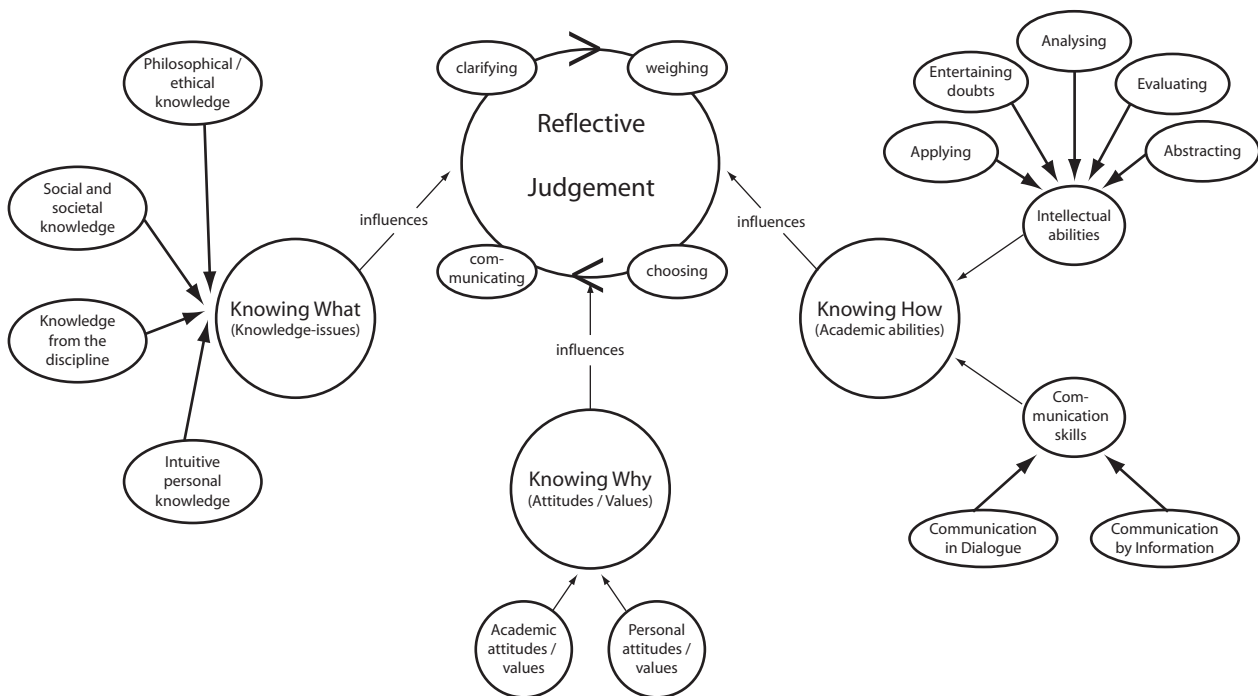 Philosophical /
ethical
knowledge
Social and
societal
knowledge
Knowledge
from the
discipline
Intuitive
personal
knowledge
Knowing What
(Knowledge-issues)
influences
clarifying
weighing
Reflective
Judgement
com-
municating
choosing
influences
Knowing Why
(Attitudes / Values)
Academic
attitudes /
values
Personal
attitudes /
values
influences
Knowing How
(Academic abilities)
Analysing
Entertaining
doubts
Evaluating
Applying
Abstracting
Intellectual
abilities
Com-
munication
skills
Communication
in Dialogue
Communication
by Information